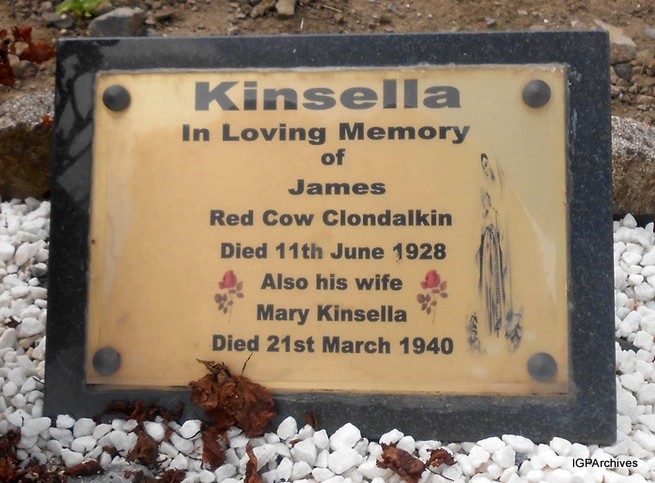 Kinsella
In Loving Memory
of
James
Red Cow Clondalkin
Died 11th June 1928
Also his wife
Mary Kinsella
Died 21st March 1940
IGPArchives